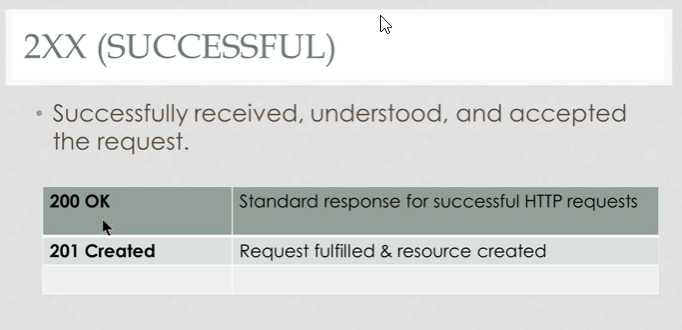 2XX (SUCCESSFUL)
• Successfully received, understood, and accepted
the request.
200 OK Standard response for successful HTTP requests
201 Created Request fulfilled & resource created